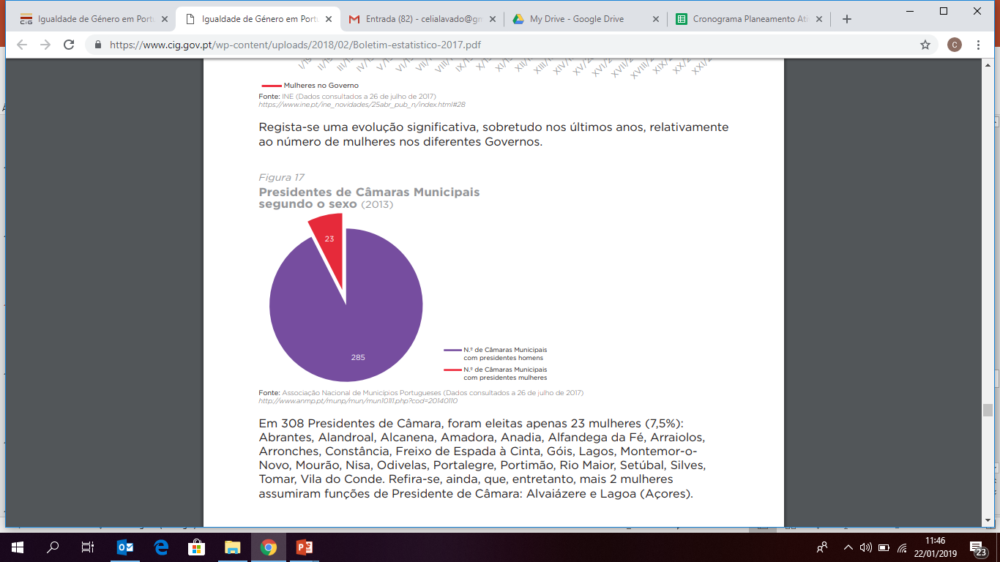 Igualdade de Género em Port
Igualdade de Género em Portu
Entrada (82) - celialavado@gm
My Drive - Google Drive
Cronograma Planeamento Ati
https://www.cig.gov.pt/wp-content/uploads/2018/02/Boletim-estatistico-2017.pdf
C
Mulheres no Governo
Fonte: INE (Dados consultados a 26 de julho de 2017)
https://www.ine.pt/ine_novidades/25abr_pub_n/index.html#28
Regista-se uma evolução significativa, sobretudo nos últimos anos, relativamente
ao número de mulheres nos diferentes Governos.
Figura 17
Presidentes de Câmaras Municipais
segundo o sexo (2013)
23
285
N.º de Câmaras Municipais
com presidentes homens
N.º de Câmaras Municipais
com presidentes mulheres
Fonte: Associação Nacional de Municípios Portugueses (Dados consultados a 26 de julho de 2017)
http://www.anmp.pt/munp/mun/mun101l1.php?cod=20140110
Em 308 Presidentes de Câmara, foram eleitas apenas 23 mulheres (7,5%):
Abrantes, Alandroal, Alcanena, Amadora, Anadia, Alfandega da Fé, Arraiolos,
Arronches, Constância, Freixo de Espada à Cinta, Góis, Lagos, Montemor-o-
Novo, Mourão, Nisa, Odivelas, Portalegre, Portimão, Rio Maior, Setúbal, Silves,
Tomar, Vila do Conde. Refira-se, ainda, que, entretanto, mais 2 mulheres
assumiram funções de Presidente de Câmara: Alvaiázere e Lagoa (Açores).
11:46
22/01/2019
23